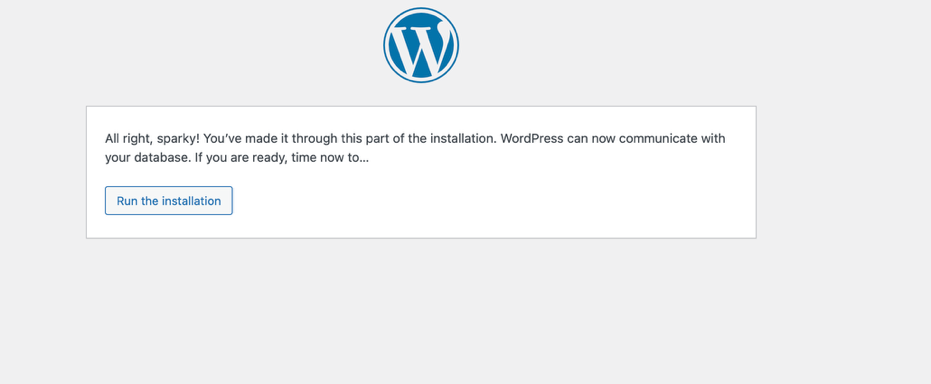 All right, sparky! You’ve made it through this part of the installation. WordPress can now communicate with
your database. If you are ready, time now to…
Run the installation